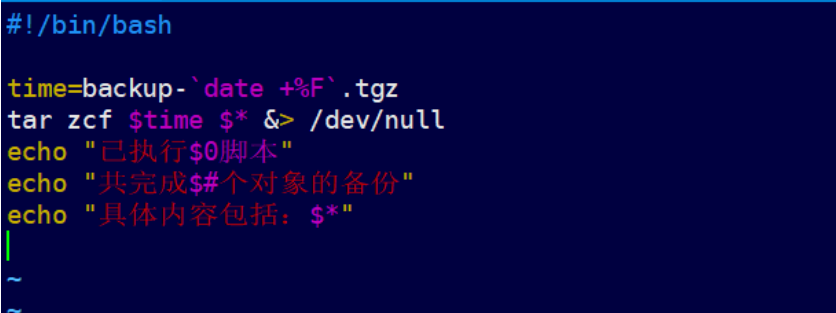 #!/bin/bash
time=backup-`date +%F`.tgz
tar zcf $time $* &> /dev/null
echo "已执行$0脚本"
echo "共完成$#个对象的备份"
echo "具体内容包括：$*"
~
~